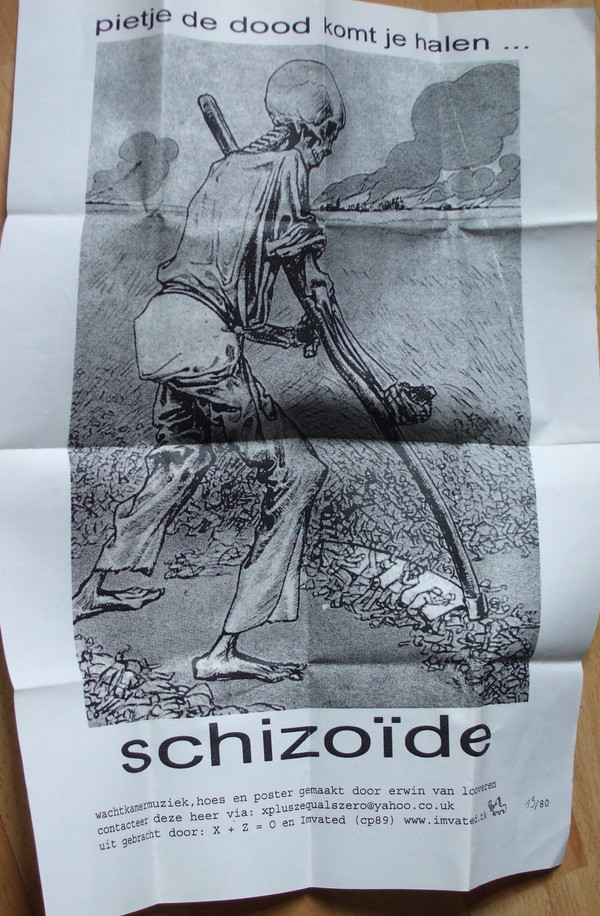 pietje de dood komt je halen ...
schizoïde
wachtkamermuziek,hoes en poster gemaakt door erwin van looveren
contacteer deze heer via: xpluszequalszero@yahoo.co.uk
uit gebracht door: X + Z = O en Imvated (cp89) www.imvated.tk
13/80